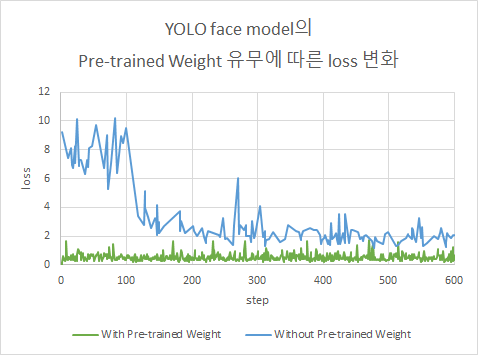 YOLO face model의
Pre-trained Weight 유무에 따른 loss 변화
12
10
8
6
4
2
0
loss
0 100 200 300 400 500 600
step
With Pre-trained Weight Without Pre-trained Weight